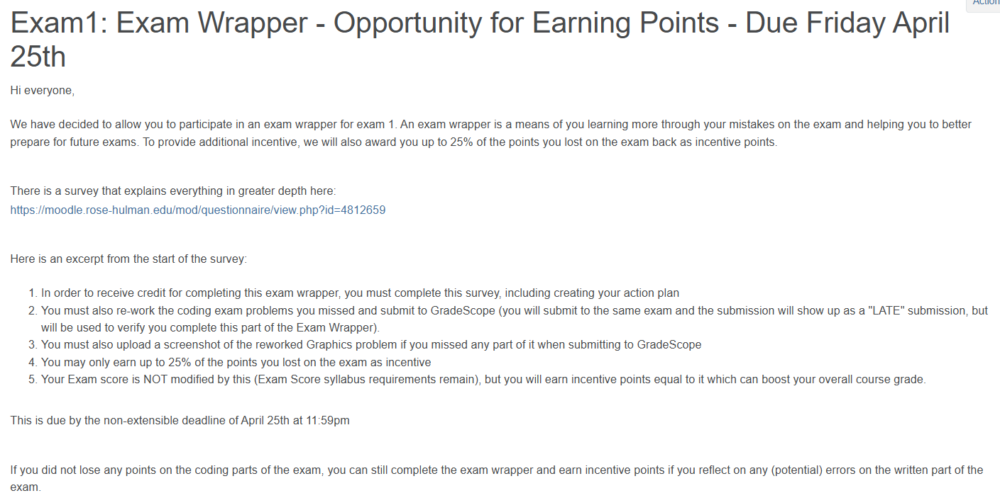 Action
Exam1: Exam Wrapper - Opportunity for Earning Points - Due Friday April
25th
Hi everyone,
We have decided to allow you to participate in an exam wrapper for exam 1. An exam wrapper is a means of you learning more through your mistakes on the exam and helping you to better
prepare for future exams. To provide additional incentive, we will also award you up to 25% of the points you lost on the exam back as incentive points.
There is a survey that explains everything in greater depth here:
https://moodle.rose-hulman.edu/mod/questionnaire/view.php?id=4812659
Here is an excerpt from the start of the survey:
1. In order to receive credit for completing this exam wrapper, you must complete this survey, including creating your action plan
2. You must also re-work the coding exam problems you missed and submit to GradeScope (you will submit to the same exam and the submission will show up as a "LATE" submission, but
will be used to verify you complete this part of the Exam Wrapper).
3. You must also upload a screenshot of the reworked Graphics problem if you missed any part of it when submitting to GradeScope
4. You may only earn up to 25% of the points you lost on the exam as incentive
5. Your Exam score is NOT modified by this (Exam Score syllabus requirements remain), but you will earn incentive points equal to it which can boost your overall course grade.
This is due by the non-extensible deadline of April 25th at 11:59pm
If you did not lose any points on the coding parts of the exam, you can still complete the exam wrapper and earn incentive points if you reflect on any (potential) errors on the written part of the
exam.